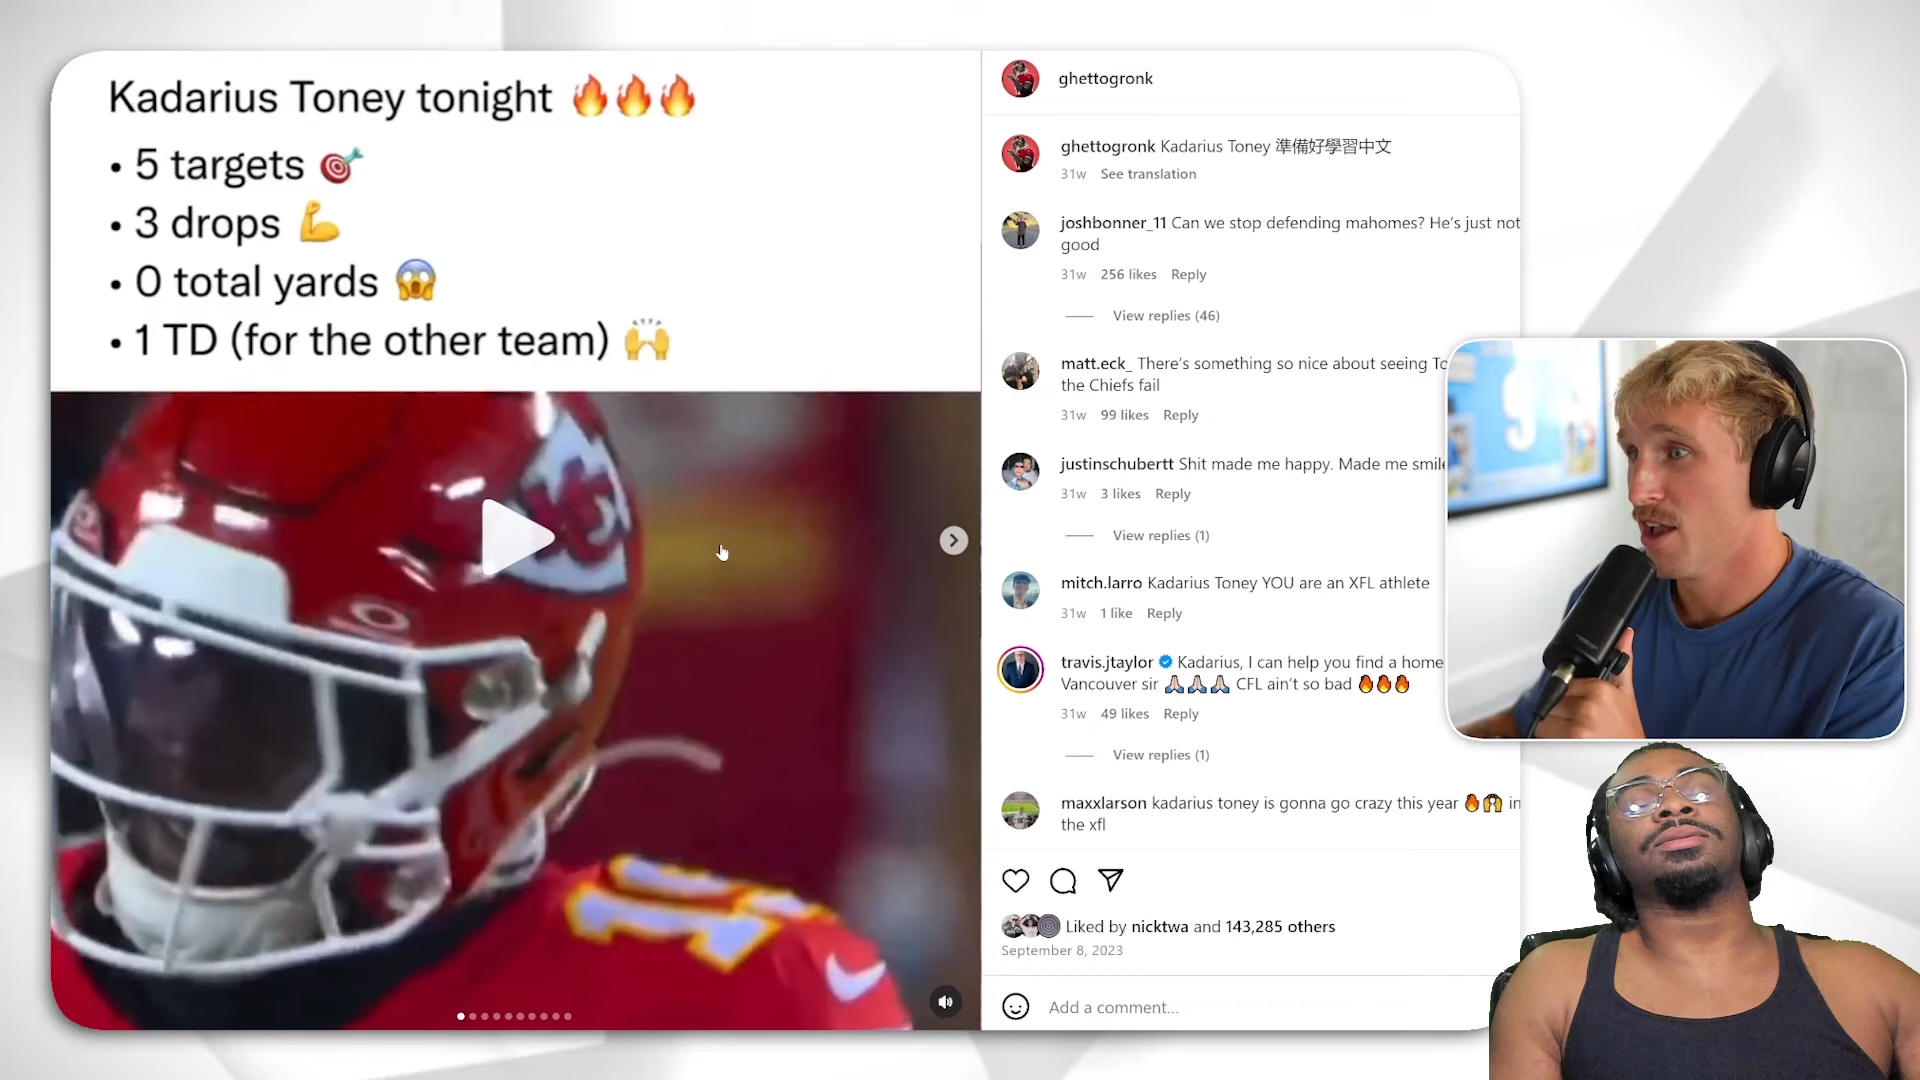 Kadarius Toney tonight 🔥🔥🔥
• 5 targets 🎯
• 3 drops 💪
• 0 total yards 😱
• 1 TD (for the other team) 🙌
ghettogronk
ghettogronk Kadarius Toney 準備好學習中文
31w See translation
joshbonner_11 Can we stop defending mahomes? He's just not
good
31w 256 likes Reply
View replies (46)
matt.eck_ There's something so nice about seeing
the Chiefs fail
31w 99 likes Reply
justinschubertt Shit made me happy. Made me smile
31w 3 likes Reply
View replies (1)
mitch.larro Kadarius Toney YOU are an XFL athlete
31w 1 like Reply
travis.jtaylor Kadarius, I can help you find a home
Vancouver sir 🙏🏻🙏🏻🙏🏻 CFL ain't so bad 🔥🔥🔥
31w 49 likes Reply
View replies (1)
maxxlarson kadarius toney is gonna go crazy this year 🔥🙌 in
the xfl
Liked by nicktwa and 143,285 others
September 8, 2023
Add a comment...